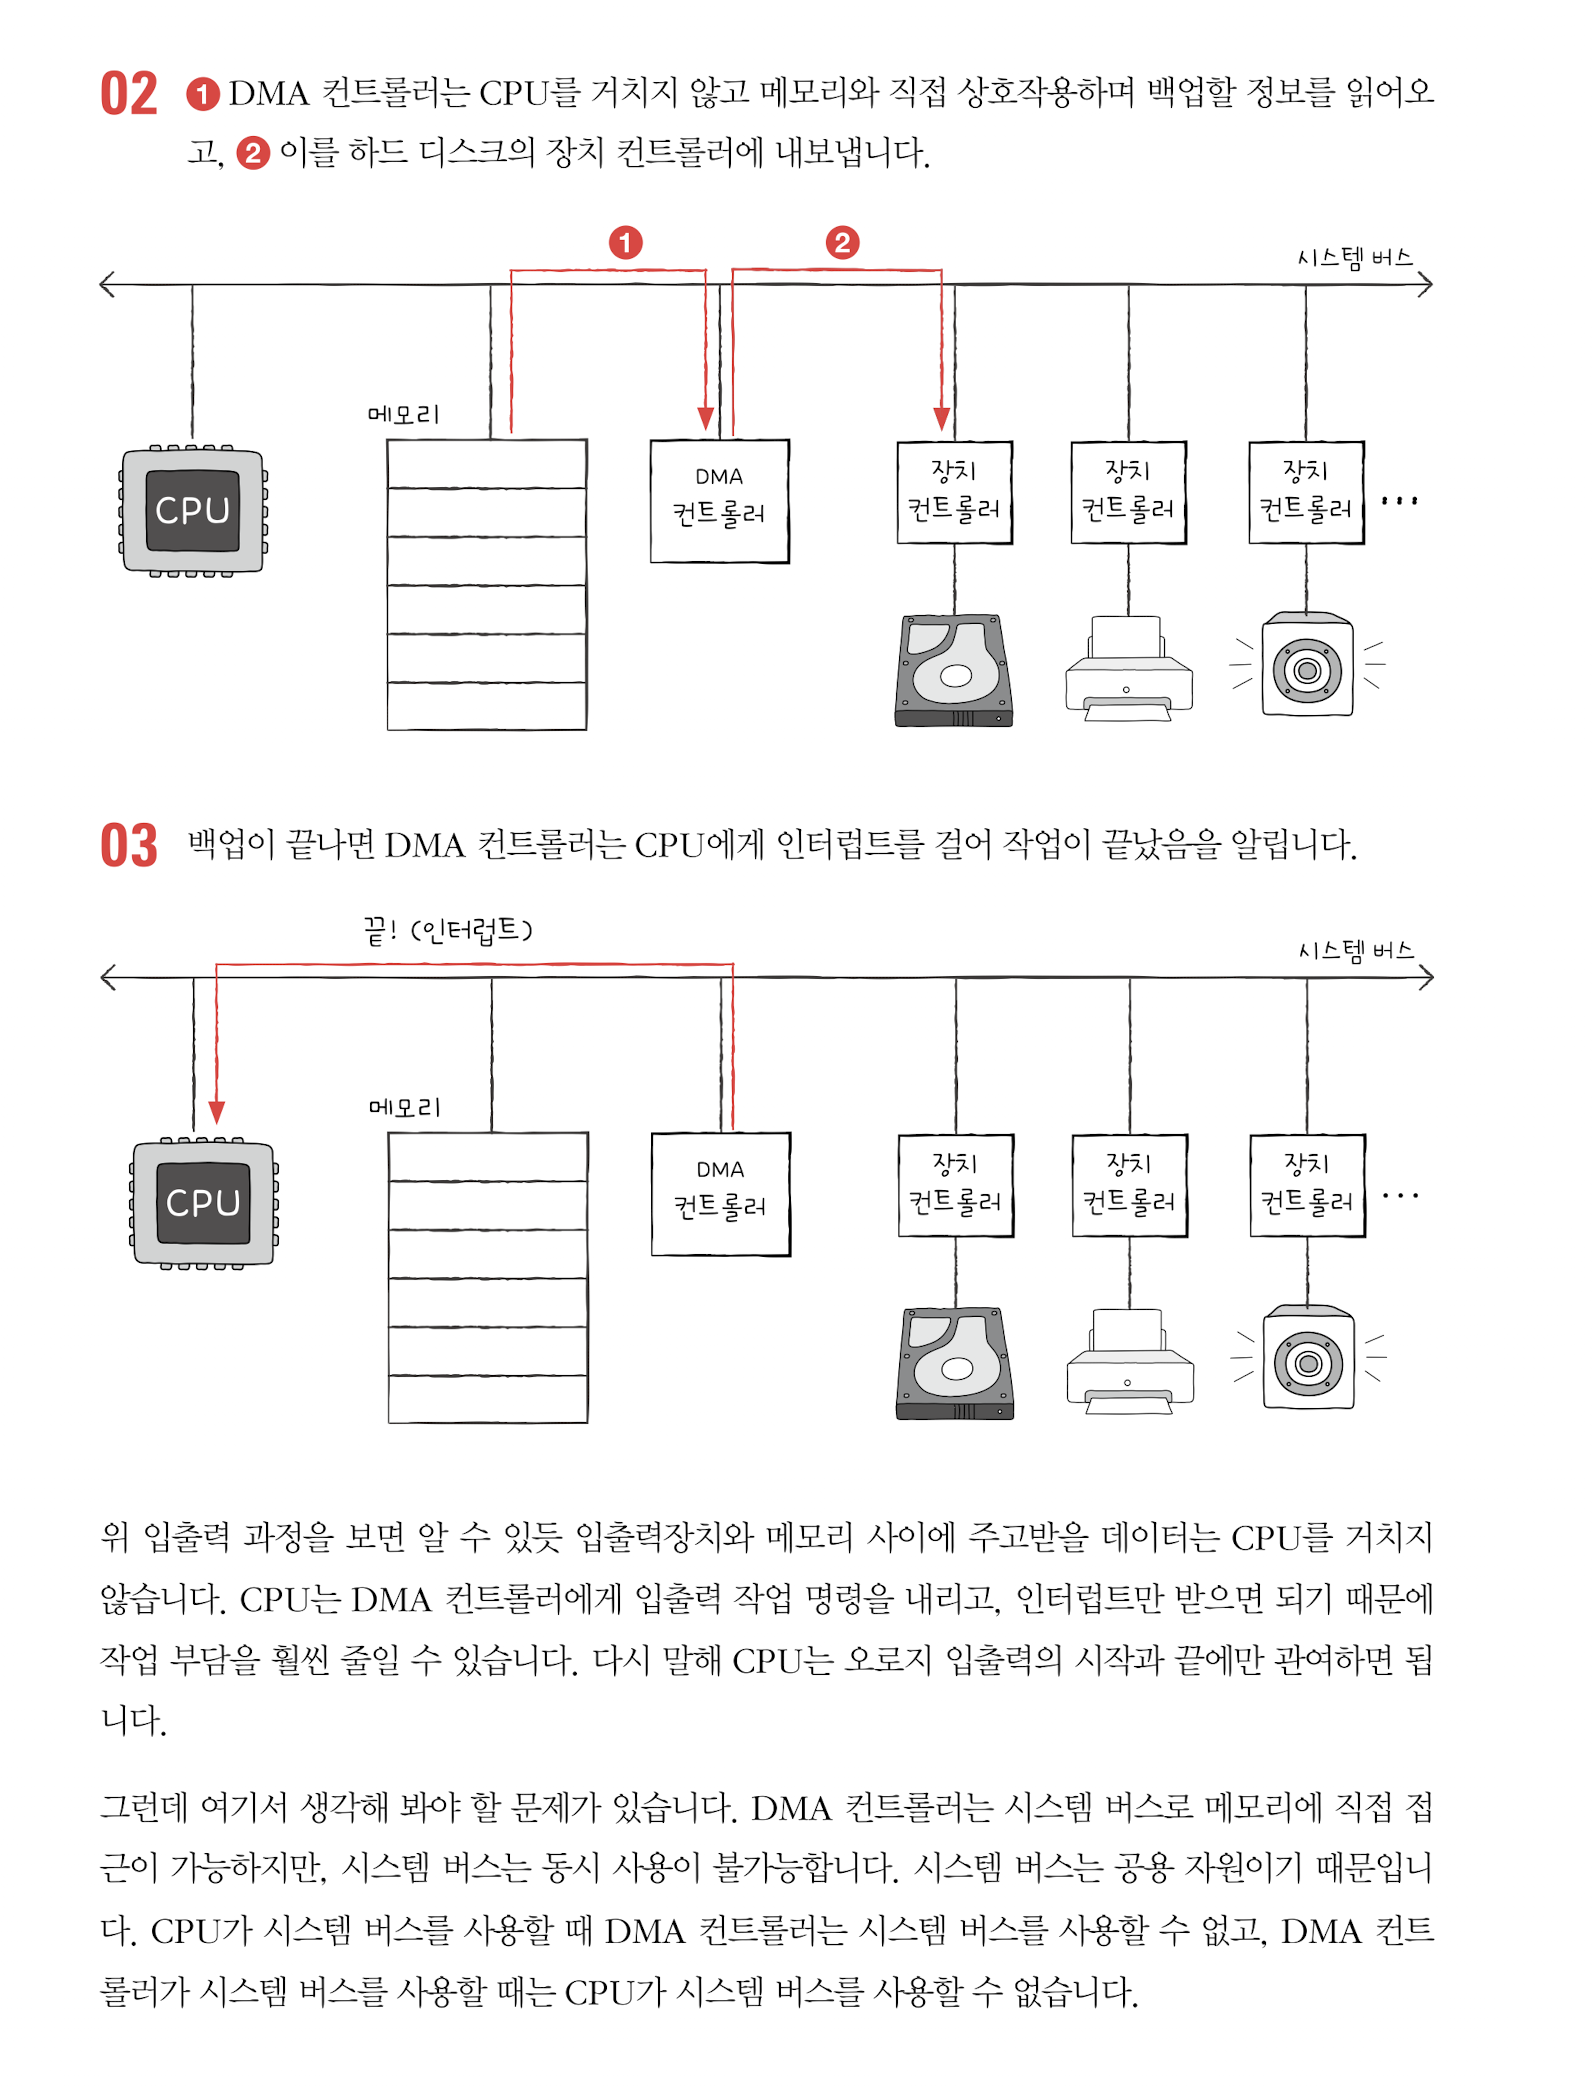 02 ❶ DMA 컨트롤러는 CPU를 거치지 않고 메모리와 직접 상호작용하며 백업할 정보를 읽어오
고, ❷ 이를 하드 디스크의 장치 컨트롤러에 내보냅니다.
❶ ❷
시스템 버스
메모리
CPU
DMA
컨트롤러
장치
컨트롤러
장치
컨트롤러
장치
컨트롤러
...
03 백업이 끝나면 DMA 컨트롤러는 CPU에게 인터럽트를 걸어 작업이 끝났음을 알립니다.
끝! (인터럽트)
시스템 버스
메모리
CPU
DMA
컨트롤러
장치
컨트롤러
장치
컨트롤러
장치
컨트롤러
...
위 입출력 과정을 보면 알 수 있듯 입출력장치와 메모리 사이에 주고받을 데이터는 CPU를 거치지
않습니다. CPU는 DMA 컨트롤러에게 입출력 작업 명령을 내리고, 인터럽트만 받으면 되기 때문에
작업 부담을 훨씬 줄일 수 있습니다. 다시 말해 CPU는 오로지 입출력의 시작과 끝에만 관여하면 됩
니다.
그런데 여기서 생각해 봐야 할 문제가 있습니다. DMA 컨트롤러는 시스템 버스로 메모리에 직접 접
근이 가능하지만, 시스템 버스는 동시 사용이 불가능합니다. 시스템 버스는 공용 자원이기 때문입니
다. CPU가 시스템 버스를 사용할 때 DMA 컨트롤러는 시스템 버스를 사용할 수 없고, DMA 컨트
롤러가 시스템 버스를 사용할 때는 CPU가 시스템 버스를 사용할 수 없습니다.